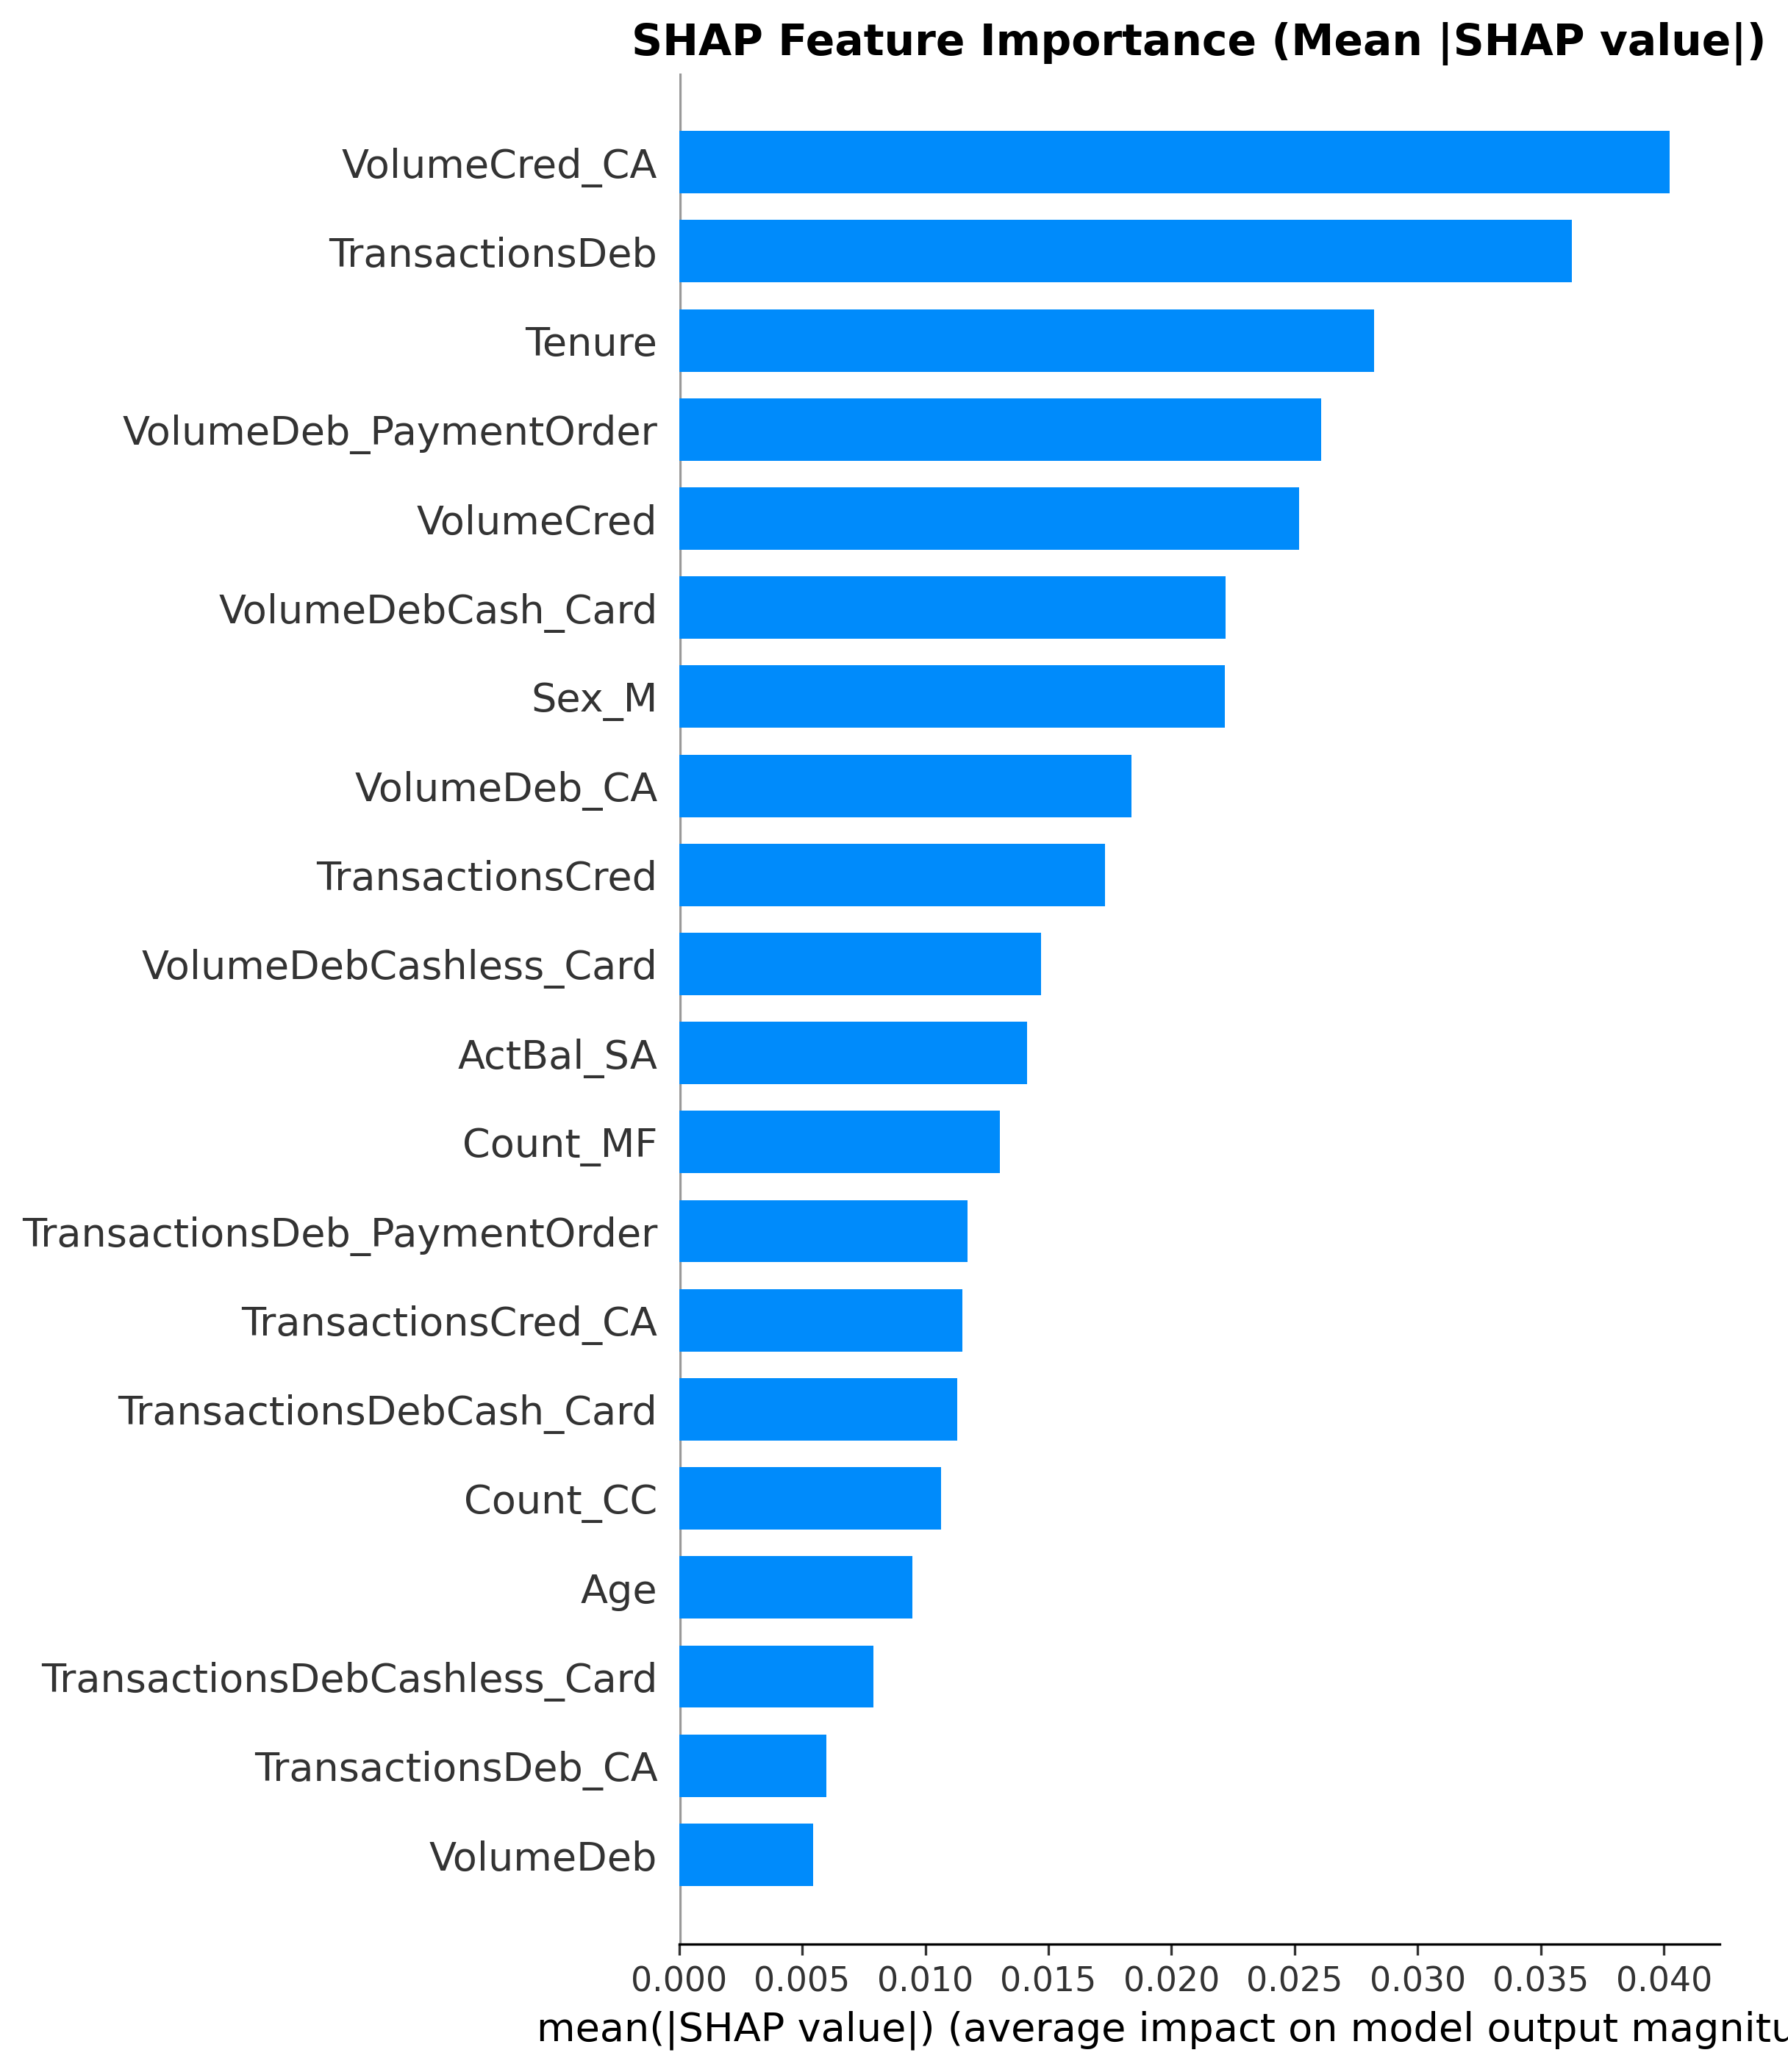 SHAP Feature Importance (Mean |SHAP value|)
VolumeCred_CA
TransactionsDeb
Tenure
VolumeDeb_PaymentOrder
VolumeCred
VolumeDebCash_Card
Sex_M
VolumeDeb_CA
TransactionsCred
VolumeDebCashless_Card
ActBal_SA
Count_MF
TransactionsDeb_PaymentOrder
TransactionsCred_CA
TransactionsDebCash_Card
Count_CC
Age
TransactionsDebCashless_Card
TransactionsDeb_CA
VolumeDeb
0.000 0.005 0.010 0.015 0.020 0.025 0.030 0.035 0.040
mean(|SHAP value|) (average impact on model output magnitu